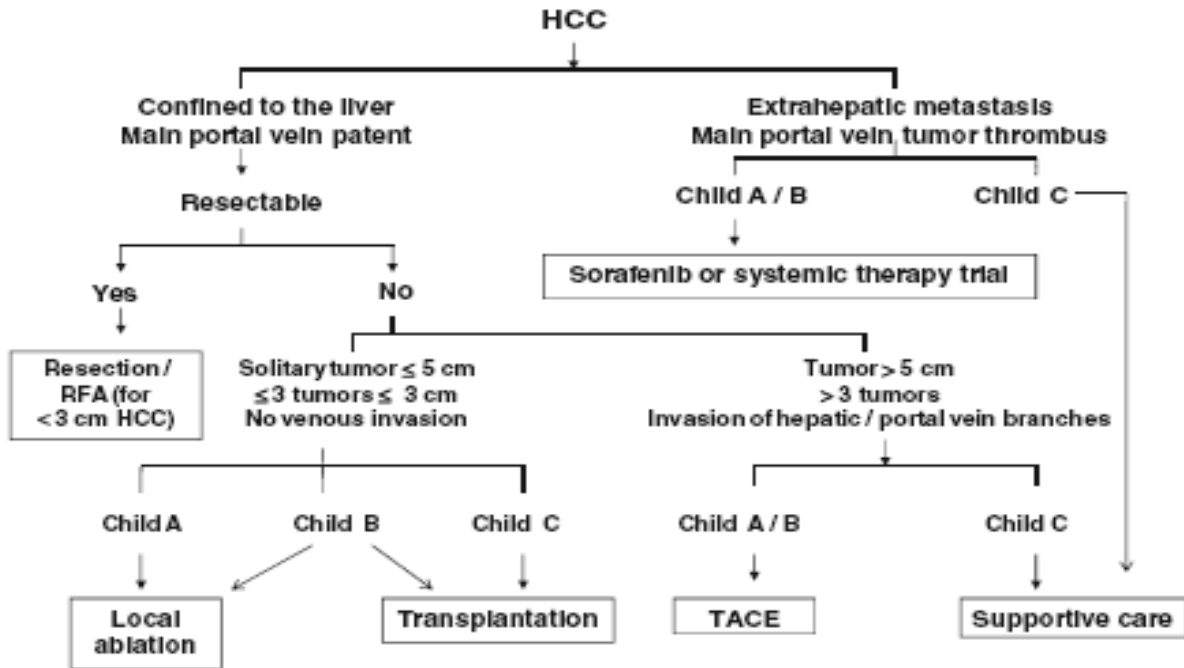 HCC
Confined to the liver
Main portal vein patent
Extrahepatic metastasis
Main portal vein tumor thrombus
Resectable
Child A / B
Child C
Sorafenib or systemic therapy trial
Yes
No
Resection /
RFA (for
<3 cm HCC)
Solitary tumor ≤ 5 cm
≤3 tumors ≤ 3 cm
No venous invasion
Tumor > 5 cm
> 3 tumors
Invasion of hepatic / portal vein branches
Child A
Child B
Child C
Child A / B
Child C
Local
ablation
Transplantation
TACE
Supportive care